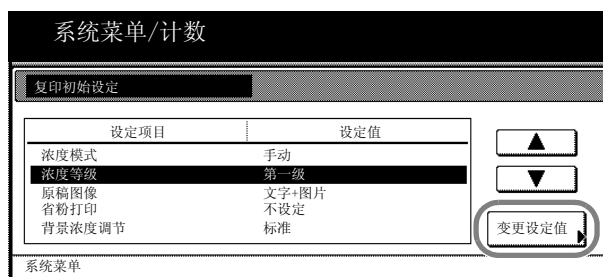 系统菜单/计数
复印初始设定
设定项目 设定值
浓度模式 手动
浓度等级 第一级
原稿图像 文字+图片
省粉打印 不设定
背景浓度调节 标准
变更设定值
系统菜单